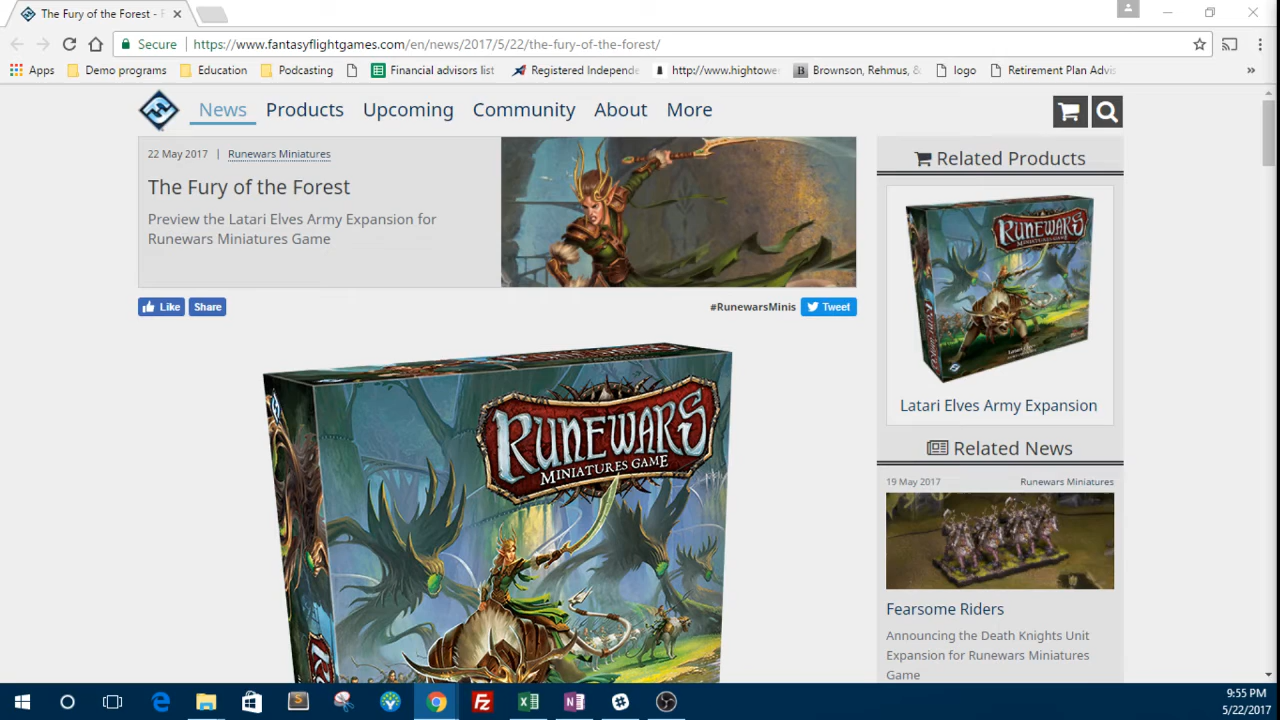 The Fury of the Forest - F
Secure
https://www.fantasyflightgames.com/en/news/2017/5/22/the-fury-of-the-forest/
Apps
Demo programs
Education
Podcasting
Financial advisors list
Registered Independe
http://www.hightowe
Brownson, Rehmus, &
logo
Retirement Plan Advis
»
News
Products
Upcoming
Community
About
More
22 May 2017 | Runewars Miniatures
The Fury of the Forest
Preview the Latari Elves Army Expansion for
Runewars Miniatures Game
Like
Share
#RunewarsMinis
Tweet
RUNEWARS
MINIATURES GAME
Related Products
RUNEWARS
MINIATURES GAME
Latari Elves Army Expansion
Related News
19 May 2017
Runewars Miniatures
Fearsome Riders
Announcing the Death Knights Unit
Expansion for Runewars Miniatures
Game
9:55 PM
5/22/2017